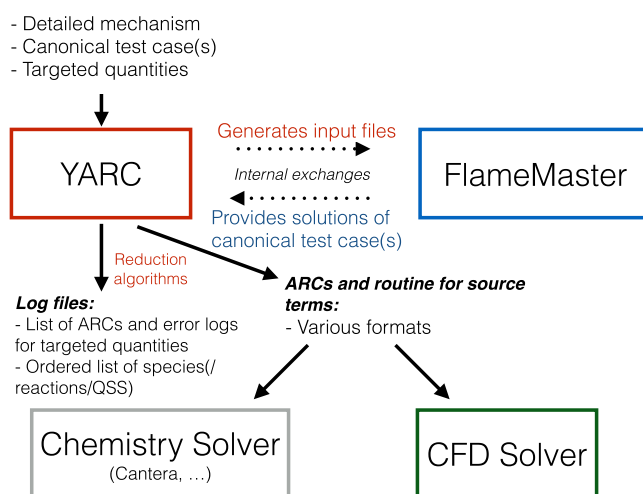 - Detailed mechanism
- Canonical test case(s)
- Targeted quantities
YARC
Generates input files
Internal exchanges
Provides solutions of
canonical test case(s)
FlameMaster
Reduction
algorithms
Log files:
- List of ARCs and error logs
for targeted quantities
- Ordered list of species(/
reactions/QSS)
ARCs and routine for source
terms:
- Various formats
Chemistry Solver
(Cantera, ...)
CFD Solver